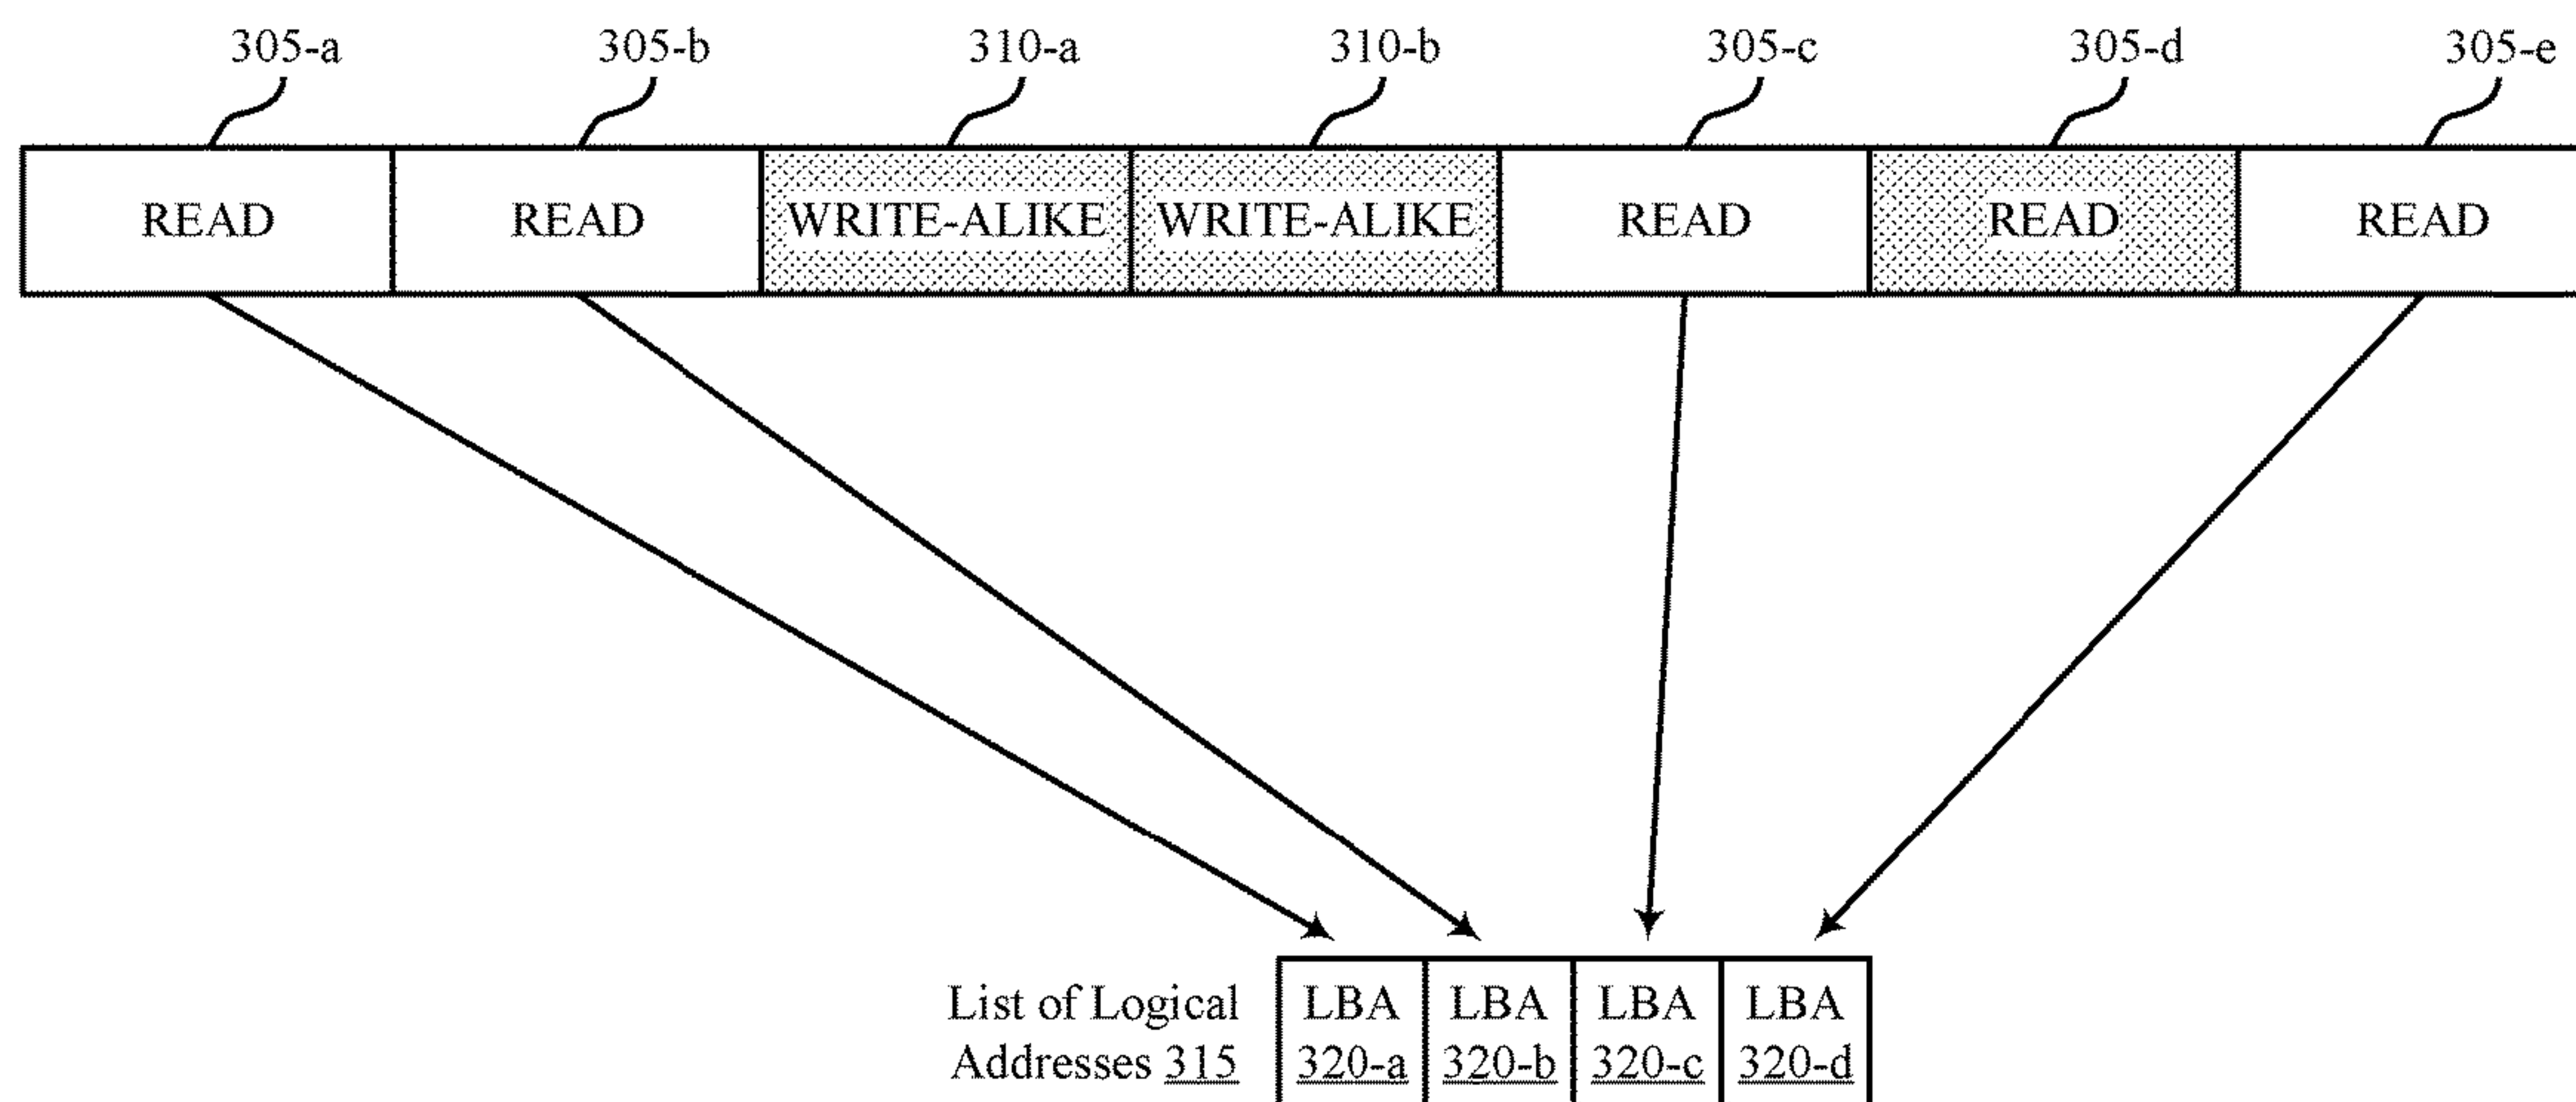 305-a 305-b 310-a 310-b 305-c 305-d 305-e
READ READ WRITE-ALIKE WRITE-ALIKE READ READ READ
List of Logical LBA LBA LBA LBA
Addresses 315 320-a 320-b 320-c 320-d